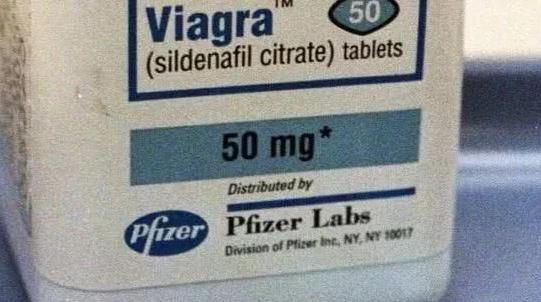 Viagra™ 50
(sildenafil citrate) tablets
50 mg*
Distributed by
Pfizer Pfizer Labs
Division of Pfizer Inc, NY, NY 10017